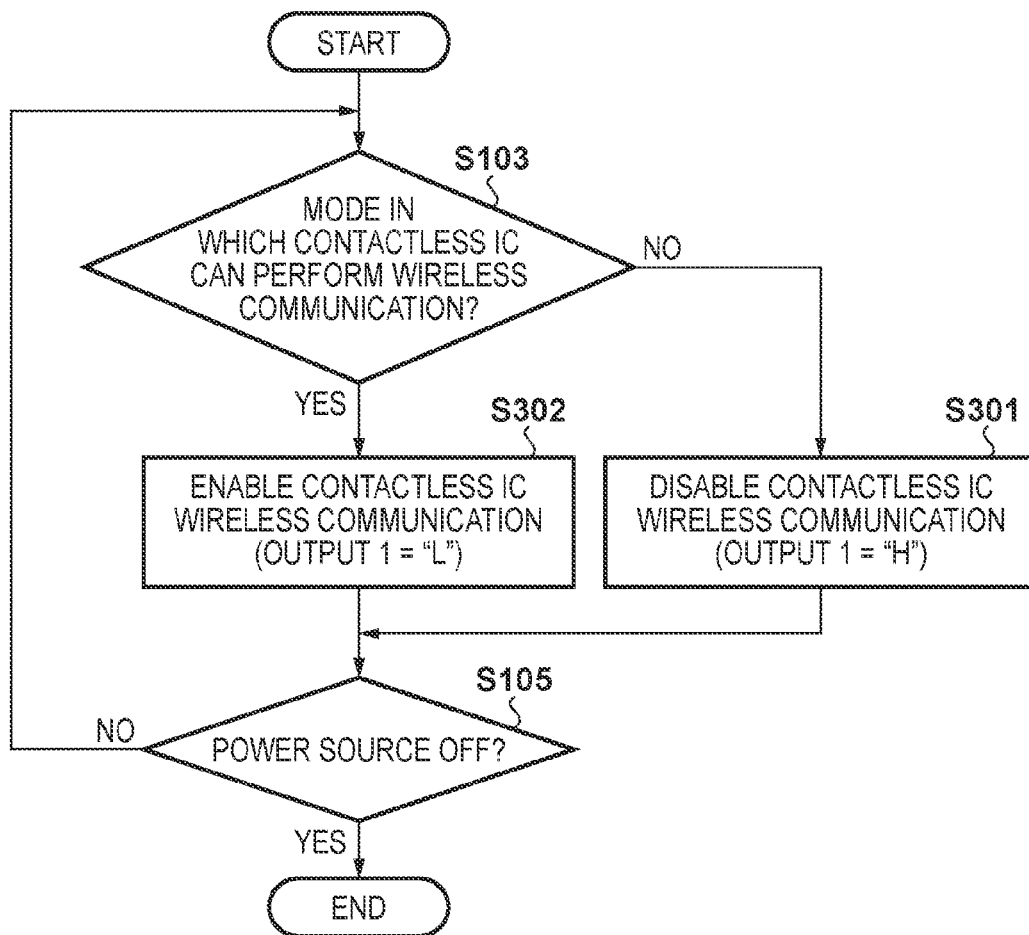 START
S103
MODE IN
WHICH CONTACTLESS IC
CAN PERFORM WIRELESS
COMMUNICATION?
NO
YES
S302
ENABLE CONTACTLESS IC
WIRELESS COMMUNICATION
(OUTPUT 1 = “L”)
S301
DISABLE CONTACTLESS IC
WIRELESS COMMUNICATION
(OUTPUT 1 = “H”)
S105
NO
POWER SOURCE OFF?
YES
END